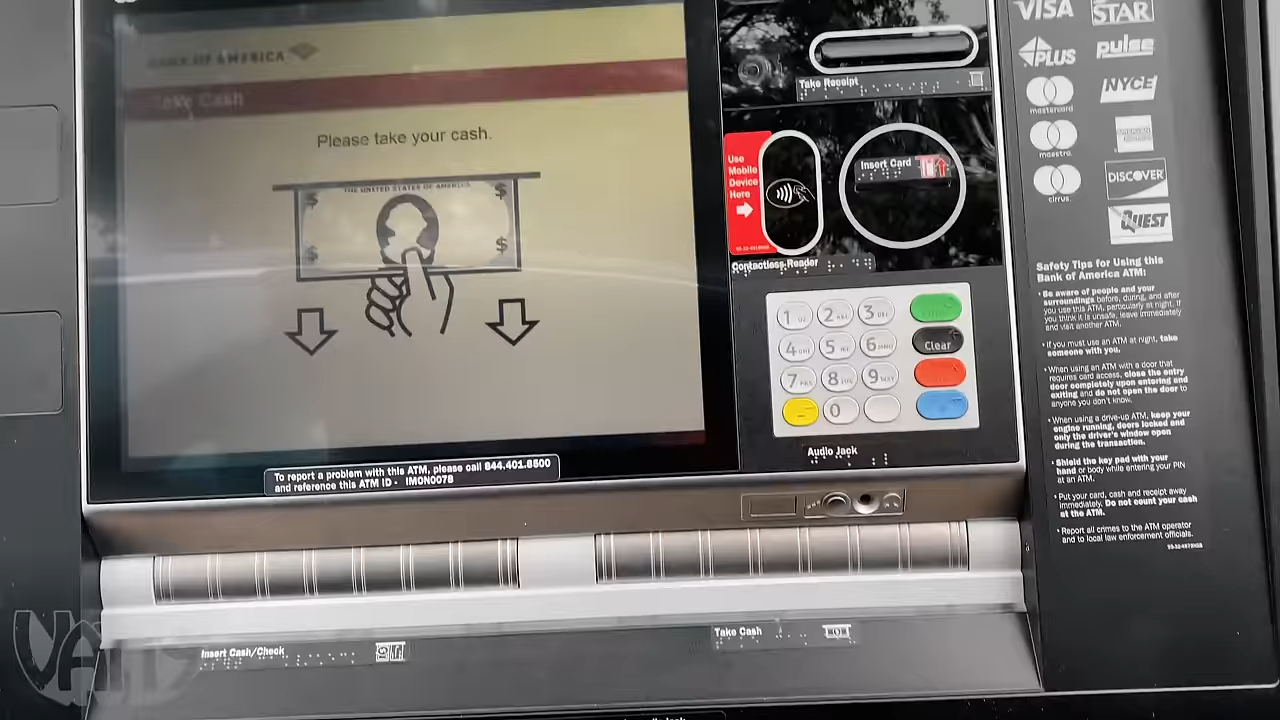 BANK OF AMERICA
Take Cash
Please take your cash.
THE UNITED STATES OF AMERICA
$ $
$ $
To report a problem with this ATM, please call 844.401.8500
and reference this ATM ID - IMON0078
Take Receipt
Use
Mobile
Device
Here
Insert Card
Contactless Reader
1 2 ABC 3 DEF
4 GHI 5 JKL 6 MNO
Clear
7 PRS 8 TUV 9 WXY
0
Audio Jack
VISA STAR
PLUS pulse
mastercard NYCE
maestro AMERICAN EXPRESS
cirrus DISCOVER
QUEST
Safety Tips for Using this
Bank of America ATM:
• Be aware of people and your
surroundings before, during, and after
you use this ATM, particularly at night. If
you think it is unsafe, leave immediately
and visit another ATM.
• If you must use an ATM at night, take
someone with you.
• When using an ATM with a door that
requires card access, close the entry
door completely upon entering and
exiting and do not open the door to
anyone you don't know.
• When using a drive-up ATM, keep your
engine running, doors locked and
only the driver's window open
during the transaction.
• Shield the key pad with your
hand or body while entering your PIN
at an ATM.
• Put your card, cash and receipt away
immediately. Do not count your cash
at the ATM.
• Report all crimes to the ATM operator
and to local law enforcement officials.
Insert Cash/Check
Take Cash